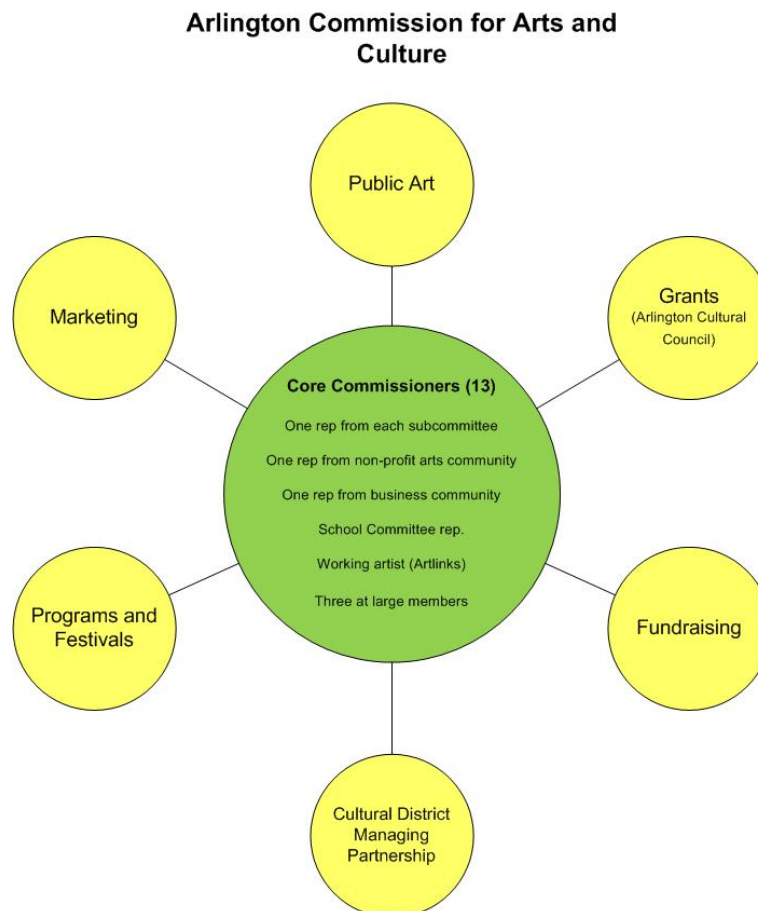 Arlington Commission for Arts and
Culture
Public Art
Marketing
Grants
(Arlington Cultural
Council)
Core Commissioners (13)
One rep from each subcommittee
One rep from non-profit arts community
One rep from business community
School Committee rep.
Working artist (Artlinks)
Three at large members
Programs and
Festivals
Fundraising
Cultural District
Managing
Partnership